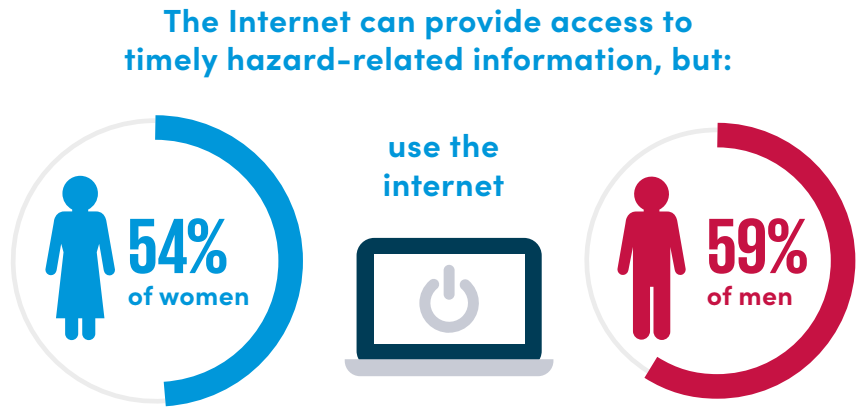 The Internet can provide access to
timely hazard-related information, but:
54%
of women
use the
internet
59%
of men